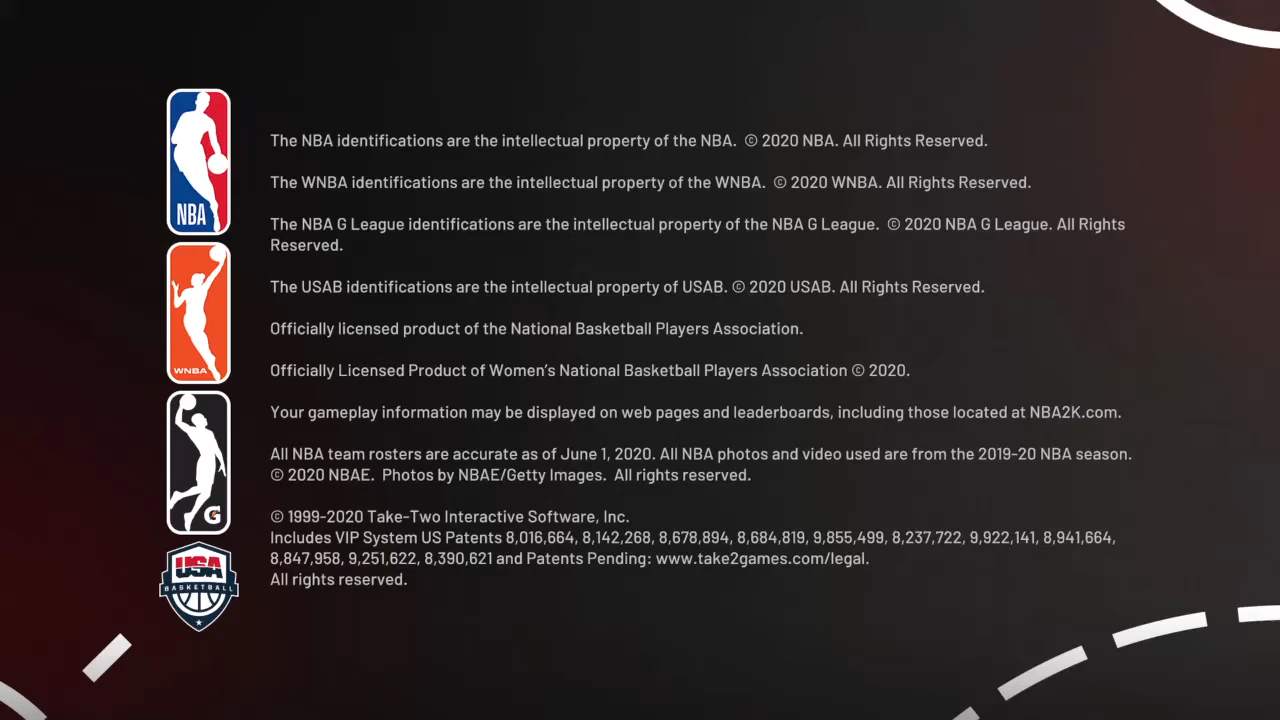 NBA
The NBA identifications are the intellectual property of the NBA.  © 2020 NBA. All Rights Reserved.
The WNBA identifications are the intellectual property of the WNBA.  © 2020 WNBA. All Rights Reserved.
The NBA G League identifications are the intellectual property of the NBA G League.  © 2020 NBA G League. All Rights
Reserved.
WNBA
The USAB identifications are the intellectual property of USAB. © 2020 USAB. All Rights Reserved.
Officially licensed product of the National Basketball Players Association.
Officially Licensed Product of Women’s National Basketball Players Association © 2020.
Your gameplay information may be displayed on web pages and leaderboards, including those located at NBA2K.com.
All NBA team rosters are accurate as of June 1, 2020. All NBA photos and video used are from the 2019-20 NBA season.
© 2020 NBAE.  Photos by NBAE/Getty Images.  All rights reserved.
G
© 1999-2020 Take-Two Interactive Software, Inc.
Includes VIP System US Patents 8,016,664, 8,142,268, 8,678,894, 8,684,819, 9,855,499, 8,237,722, 9,922,141, 8,941,664,
8,847,958, 9,251,622, 8,390,621 and Patents Pending: www.take2games.com/legal.
All rights reserved.
USA
BASKETBALL